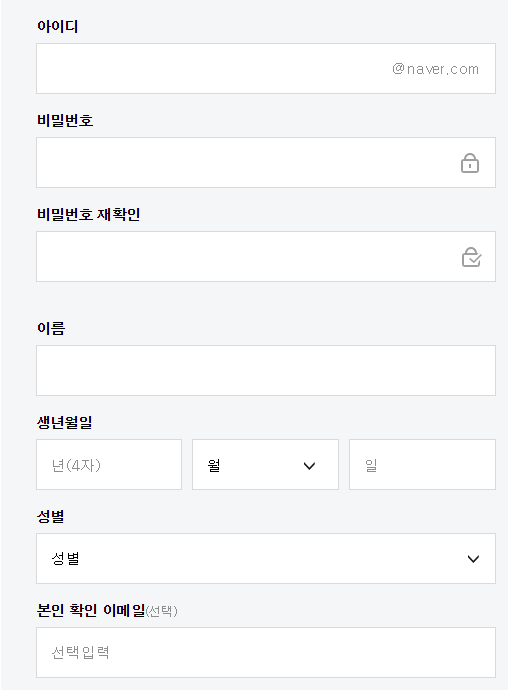 아이디
@naver.com
비밀번호
비밀번호 재확인
이름
생년월일
년(4자) 월 일
성별
성별
본인 확인 이메일(선택)
선택입력